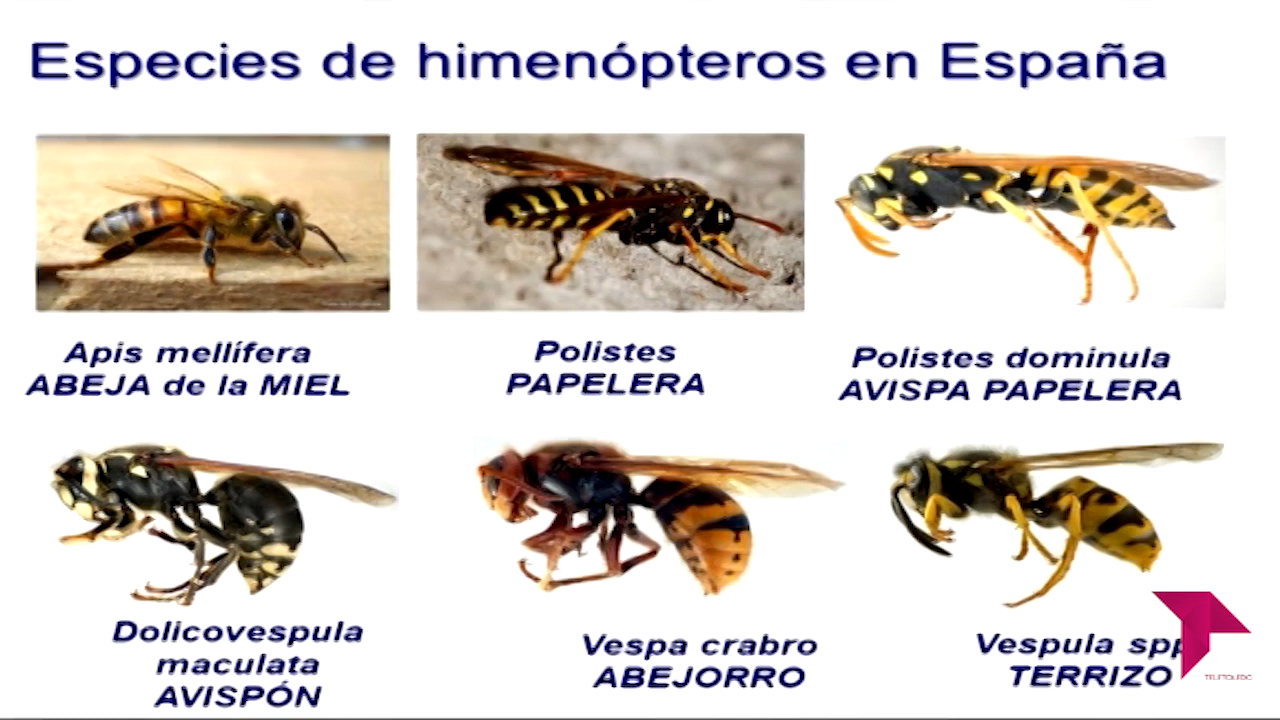 Especies de himenópteros en España
Apis mellífera
ABEJA de la MIEL
Polistes
PAPELERA
Polistes dominula
AVISPA PAPELERA
Dolicovespula
maculata
AVISPÓN
Vespa crabro
ABEJORRO
Vespula spp
TERRIZO
TELETOLEDO